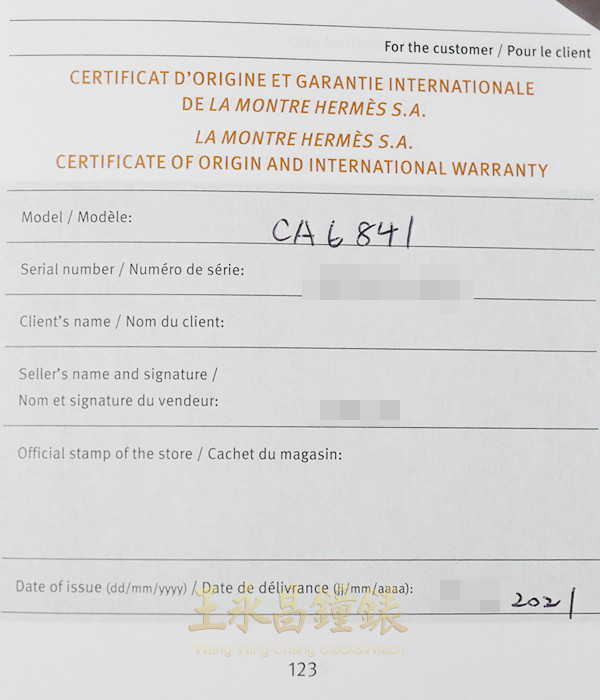 For the customer / Pour le client
CERTIFICAT D'ORIGINE ET GARANTIE INTERNATIONALE
DE LA MONTRE HERMÈS S.A.
LA MONTRE HERMÈS S.A.
CERTIFICATE OF ORIGIN AND INTERNATIONAL WARRANTY
Model / Modèle: CA6841
Serial number / Numéro de série:
Client's name / Nom du client:
Seller's name and signature /
Nom et signature du vendeur:
Official stamp of the store / Cachet du magasin:
Date of issue (dd/mm/yyyy) / Date de délivrance (jj/mm/aaaa): 2021
王永昌鐘錶
Wang Yung-chang Clock&Watch
123